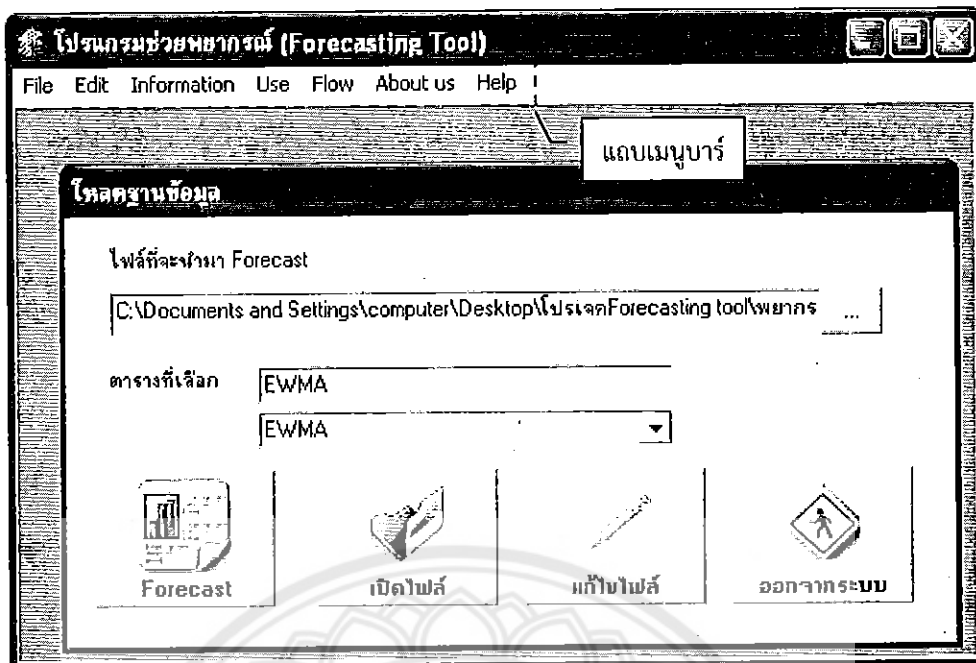 โปรแกรมช่วยพยากรณ์ (Forecasting Tool)
File Edit Information Use Flow About us Help
แถบเมนูบาร์
โหลดฐานข้อมูล
ไฟล์ที่จะนำมา Forecast
C:\Documents and Settings\computer\Desktop\โปรเจคForecasting tool\พยากร ...
ตารางที่เลือก EWMA
EWMA
Forecast เปิดไฟล์ แก้ไขไฟล์ ออกจากระบบ